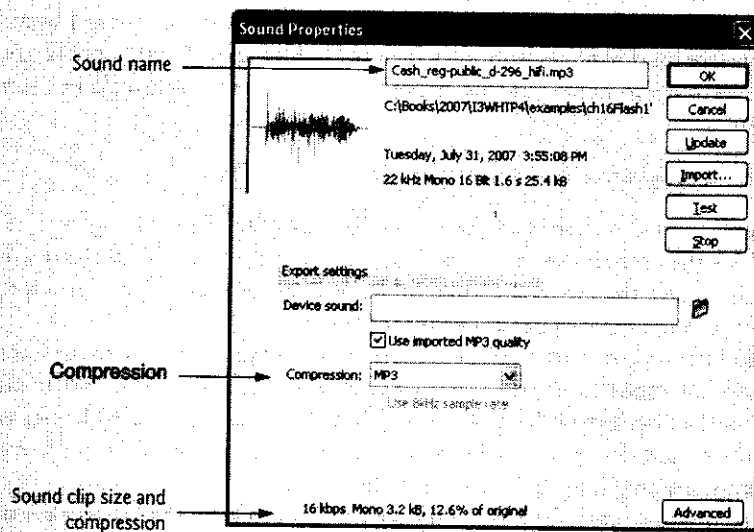 Sound Properties
Sound name
Cash_reg-public_d-296_hifi.mp3
OK
C:\Books\2007\I3WHTP4\examples\ch16Flash1'
Cancel
Update
Tuesday, July 31, 2007 3:55:08 PM
22 kHz Mono 16 Bit 1.6 s 25.4 kB
Import...
Test
Stop
Export settings
Device sound:
Use imported MP3 quality
Compression
Compression: MP3
Use 8kHz sample rate
Sound clip size and
compression
16 kbps Mono 3.2 kB, 12.6% of original
Advanced